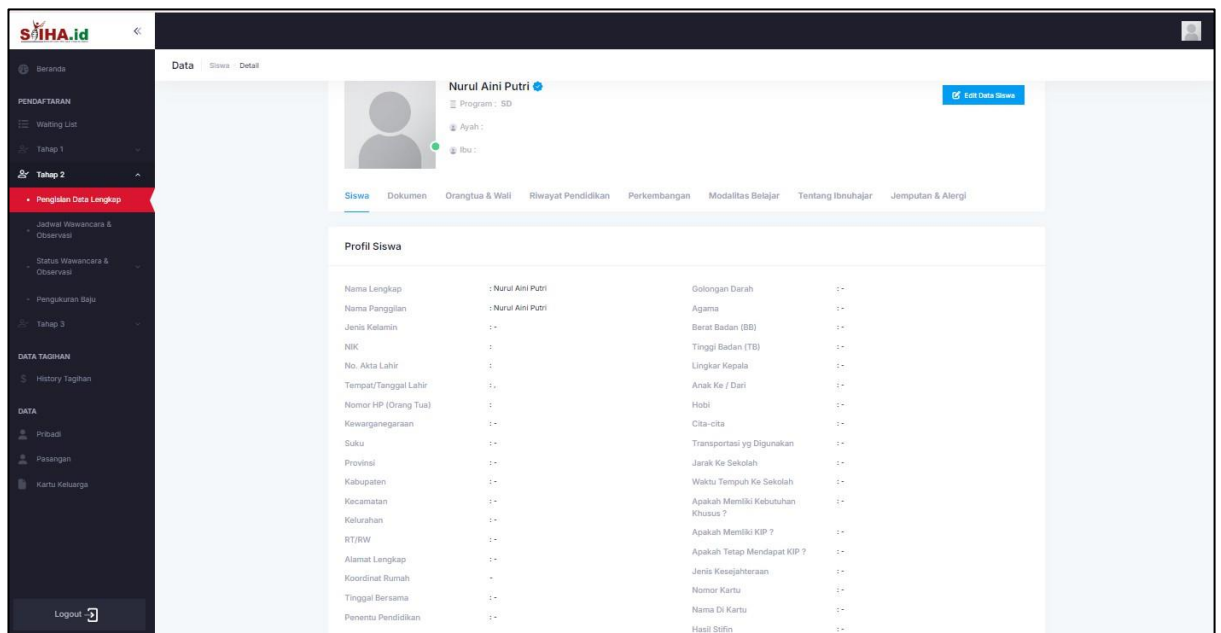 SIIHA.id
Beranda
PENDAFTARAN
Waiting List
Tahap 1
Tahap 2
Pengisian Data Lengkap
Jadwal Wawancara &
Observasi
Status Wawancara &
Observasi
Pengukuran Baju
Tahap 3
DATA TAGIHAN
History Tagihan
DATA
Pribadi
Pasangan
Kartu Keluarga
Logout
Data Siswa Detail
Nurul Aini Putri
Program : SD
Ayah :
Ibu :
Edit Data Siswa
Siswa Dokumen Orangtua & Wali Riwayat Pendidikan Perkembangan Modalitas Belajar Tentang Ibnuhajar Jemputan & Alergi
Profil Siswa
Nama Lengkap : Nurul Aini Putri
Nama Panggilan : Nurul Aini Putri
Jenis Kelamin : -
NIK :
No. Akta Lahir :
Tempat/Tanggal Lahir : ,
Nomor HP (Orang Tua) :
Kewarganegaraan : -
Suku : -
Provinsi : -
Kabupaten : -
Kecamatan : -
Kelurahan : -
RT/RW : -
Alamat Lengkap : -
Koordinat Rumah -
Tinggal Bersama : -
Penentu Pendidikan : -
Golongan Darah : -
Agama : -
Berat Badan (BB) : -
Tinggi Badan (TB) : -
Lingkar Kepala : -
Anak Ke / Dari : -
Hobi : -
Cita-cita : -
Transportasi yg Digunakan : -
Jarak Ke Sekolah : -
Waktu Tempuh Ke Sekolah : -
Apakah Memiliki Kebutuhan : -
Khusus ?
Apakah Memiliki KIP ? : -
Apakah Tetap Mendapat KIP ? : -
Jenis Kesejahteraan : -
Nomor Kartu : -
Nama Di Kartu : -
Hasil Stifin : -